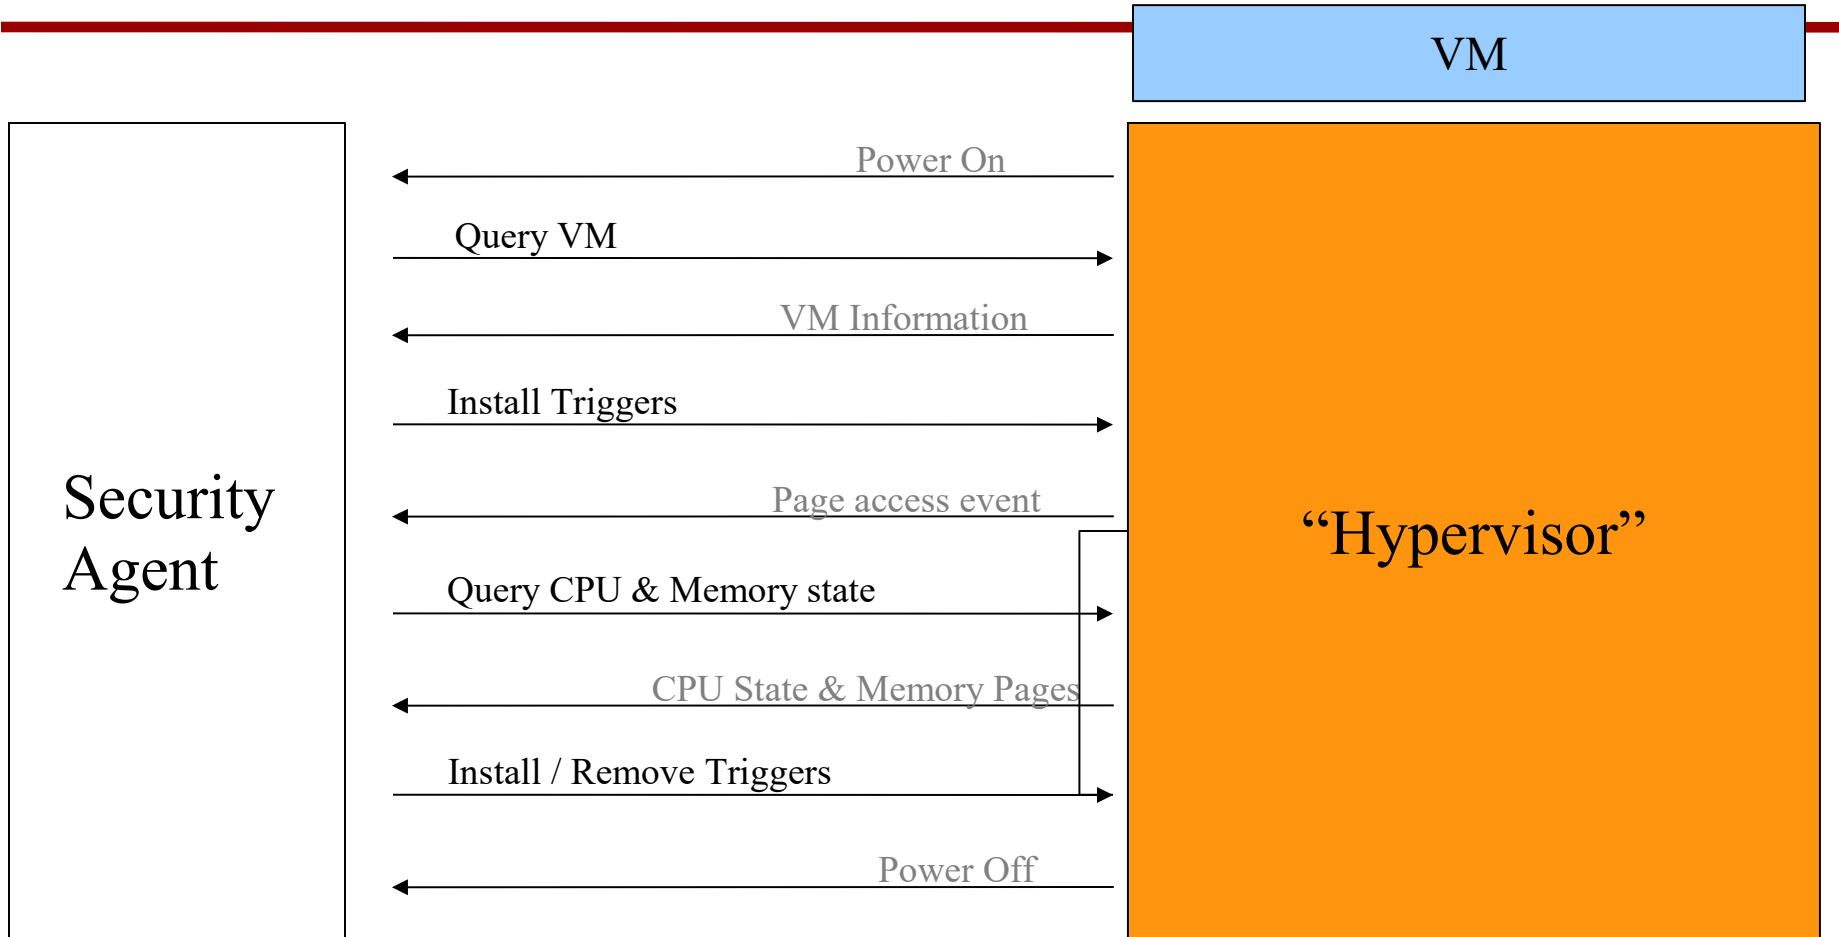 VM
Power On
Query VM
VM Information
Install Triggers
Page access event
Security
Agent
“Hypervisor”
Query CPU & Memory state
CPU State & Memory Pages
Install / Remove Triggers
Power Off